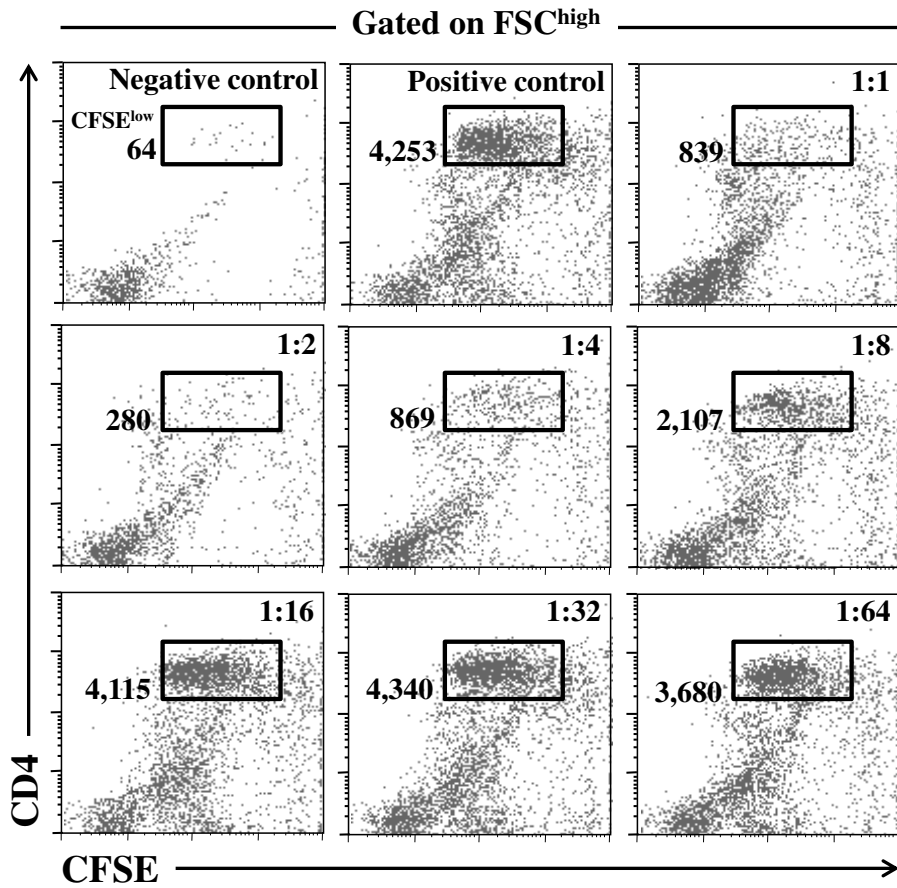 Gated on FSChigh
Negative control
CFSElow
64
Positive control
4,253
1:1
839
1:2
280
1:4
869
1:8
2,107
1:16
4,115
1:32
4,340
1:64
3,680
CD4
CFSE